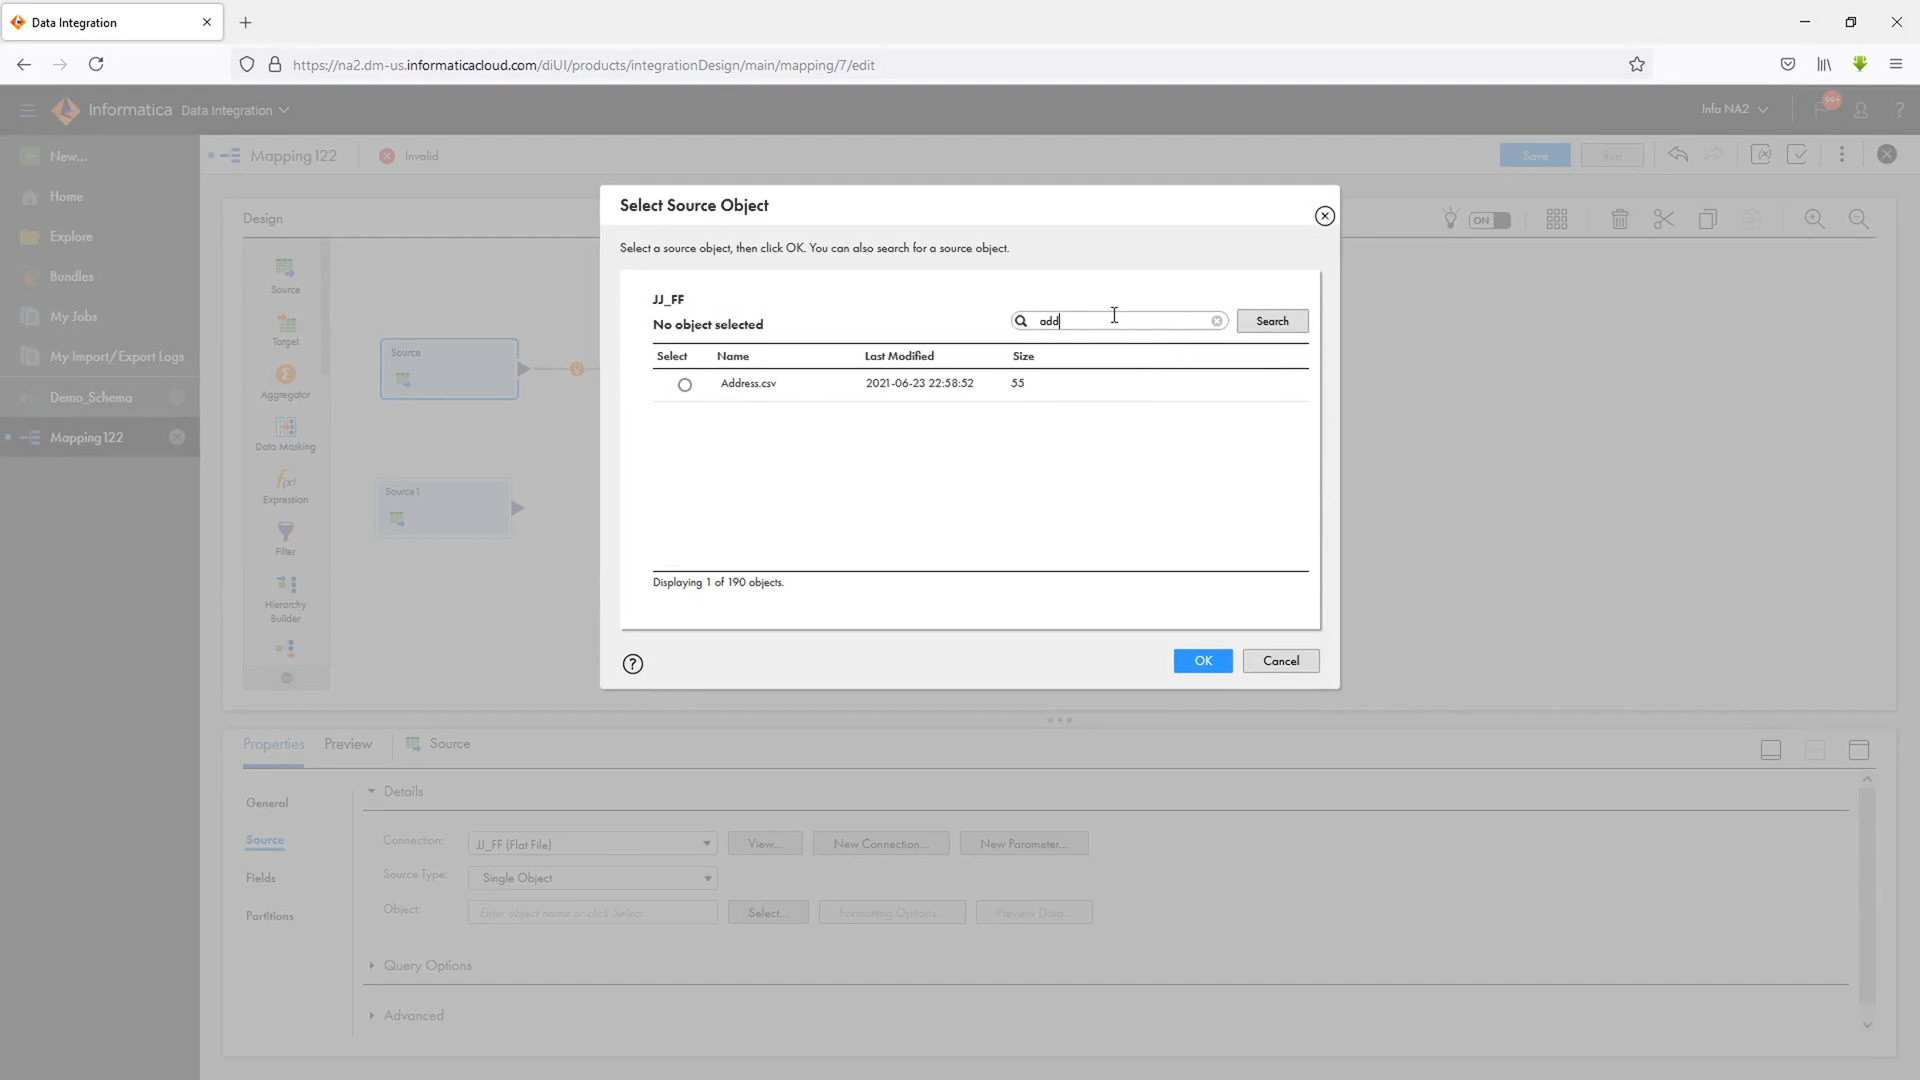 Data Integration
https://na2.dm-us.informaticacloud.com/diUI/products/integrationDesign/main/mapping/7/edit
Informatica Data Integration
Infa NA2
99+
New...
Home
Explore
Bundles
My Jobs
My Import/Export Logs
Demo_Schema
Mapping122
Mapping122
Invalid
Save
Run
Design
ON
Source
Target
Aggregator
Data Masking
Expression
Filter
Hierarchy
Builder
Source
Source1
Select Source Object
Select a source object, then click OK. You can also search for a source object.
JJ_FF
No object selected
add
Search
Select Name Last Modified Size
Address.csv 2021-06-23 22:58:52 55
Displaying 1 of 190 objects.
OK
Cancel
Properties
Preview
Source
General
Source
Fields
Partitions
Details
Connection: JJ_FF (Flat File) View... New Connection... New Parameter...
Source Type: Single Object
Object: Enter object name or click Select Select... Formatting Options... Preview Data...
Query Options
Advanced